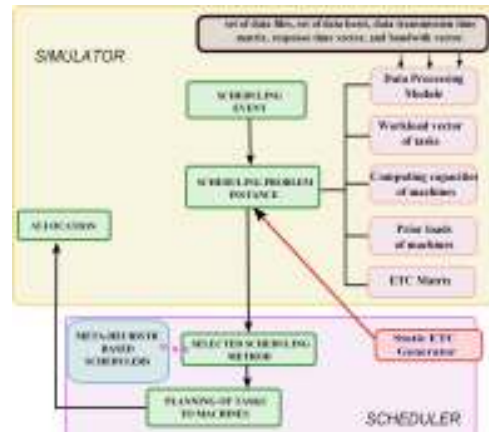 set of data files, set of data hosts, data transmission time
matrix, response time vector, and bandwith vector
SIMULATOR
SCHEDULING
EVENT
Data Processing
Module
Workload vector
of tasks
SCHEDULING PROBLEM
INSTANCE
Computing capacities
of machines
ALLOCATION
Prior loads
of machines
ETC Matrix
META-HEURISTIC
BASED
SCHEDULERS
SELECTED SCHEDULING
METHOD
Static ETC
Generator
PLANNING OF TASKS
TO MACHINES
SCHEDULER